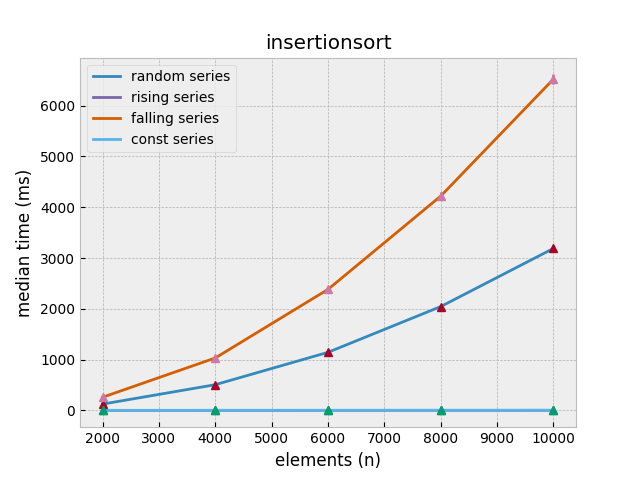 insertionsort
random series
rising series
falling series
const series
6000
5000
4000
3000
2000
1000
0
median time (ms)
2000 3000 4000 5000 6000 7000 8000 9000 10000
elements (n)